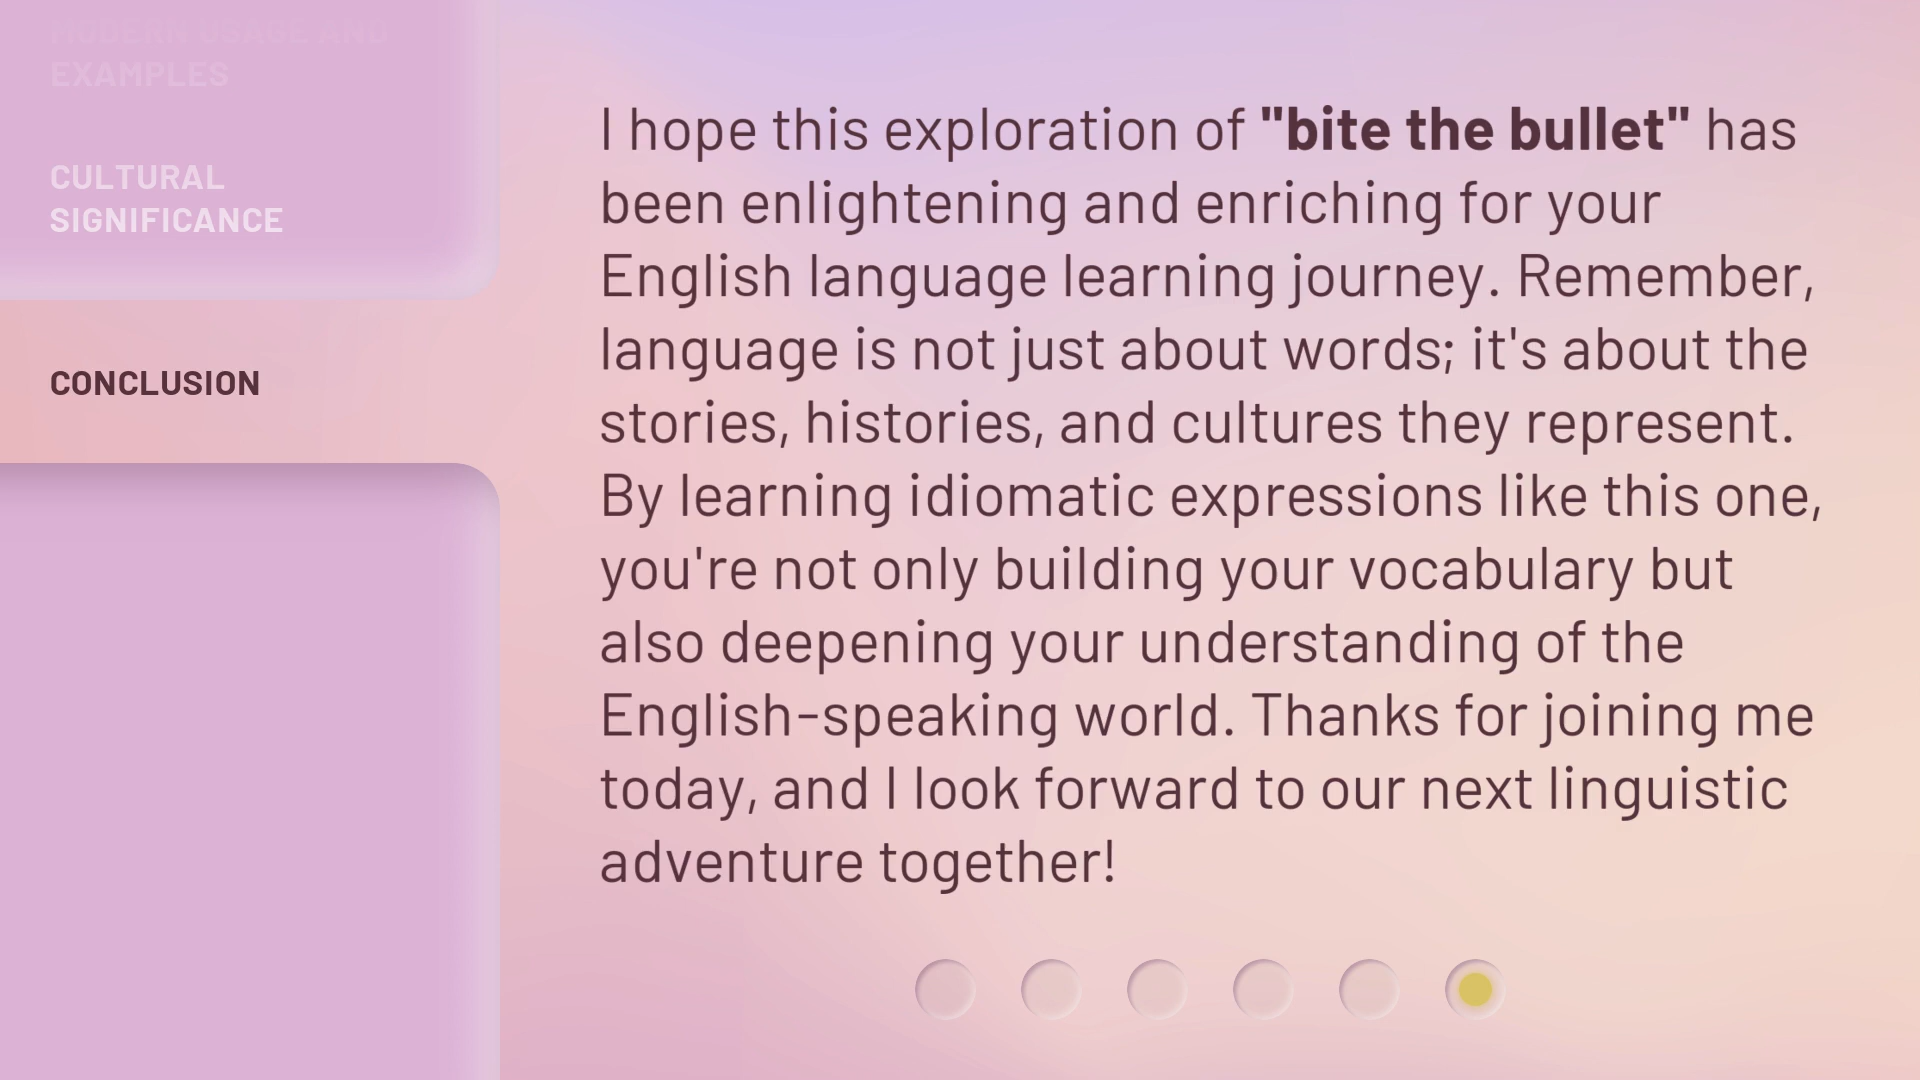 MODERN USAGE AND
EXAMPLES
CULTURAL
SIGNIFICANCE
CONCLUSION
I hope this exploration of "bite the bullet" has
been enlightening and enriching for your
English language learning journey. Remember,
language is not just about words; it's about the
stories, histories, and cultures they represent.
By learning idiomatic expressions like this one,
you're not only building your vocabulary but
also deepening your understanding of the
English-speaking world. Thanks for joining me
today, and I look forward to our next linguistic
adventure together!